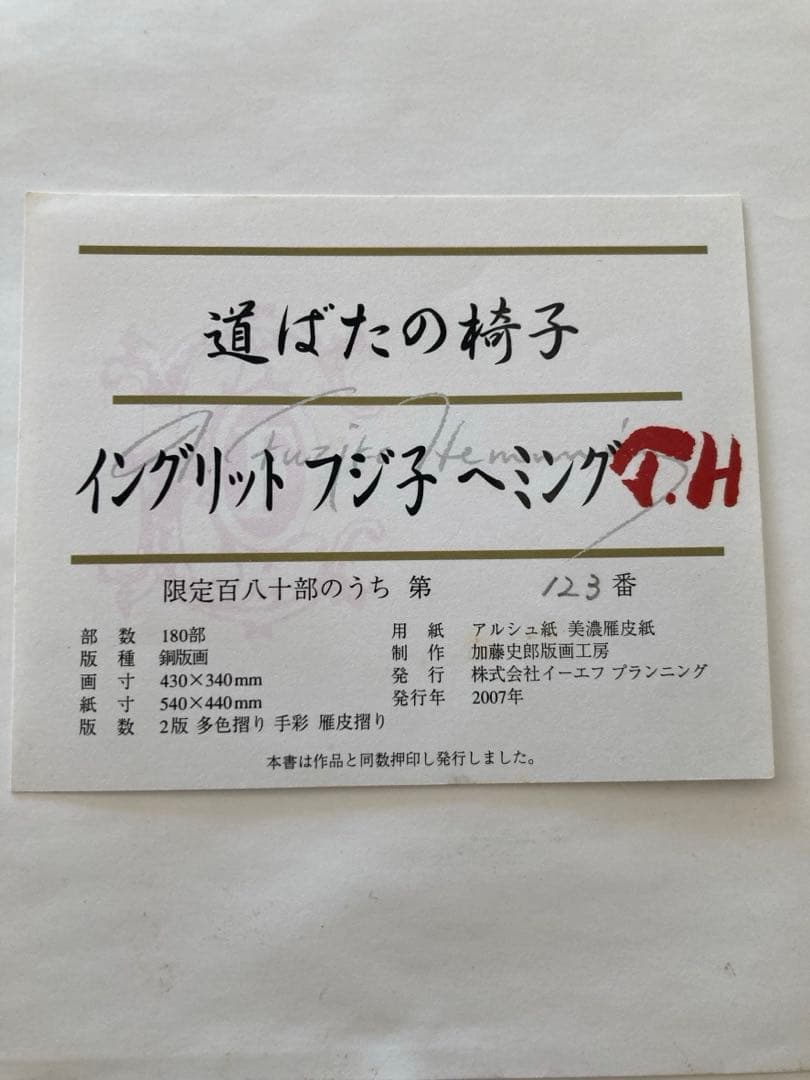 道ばたの椅子
Fuziko Hemming
イングリット フジ子 ヘミング
限定百八十部のうち 第 123 番
部 数 180部
版 種 銅版画
画 寸 430×340mm
紙 寸 540×440mm
版 数 2版 多色摺り 手彩 雁皮摺り
用 紙 アルシュ紙 美濃雁皮紙
制 作 加藤史郎版画工房
発 行 株式会社イーエフ プランニング
発行年 2007年
本書は作品と同数押印し発行しました。